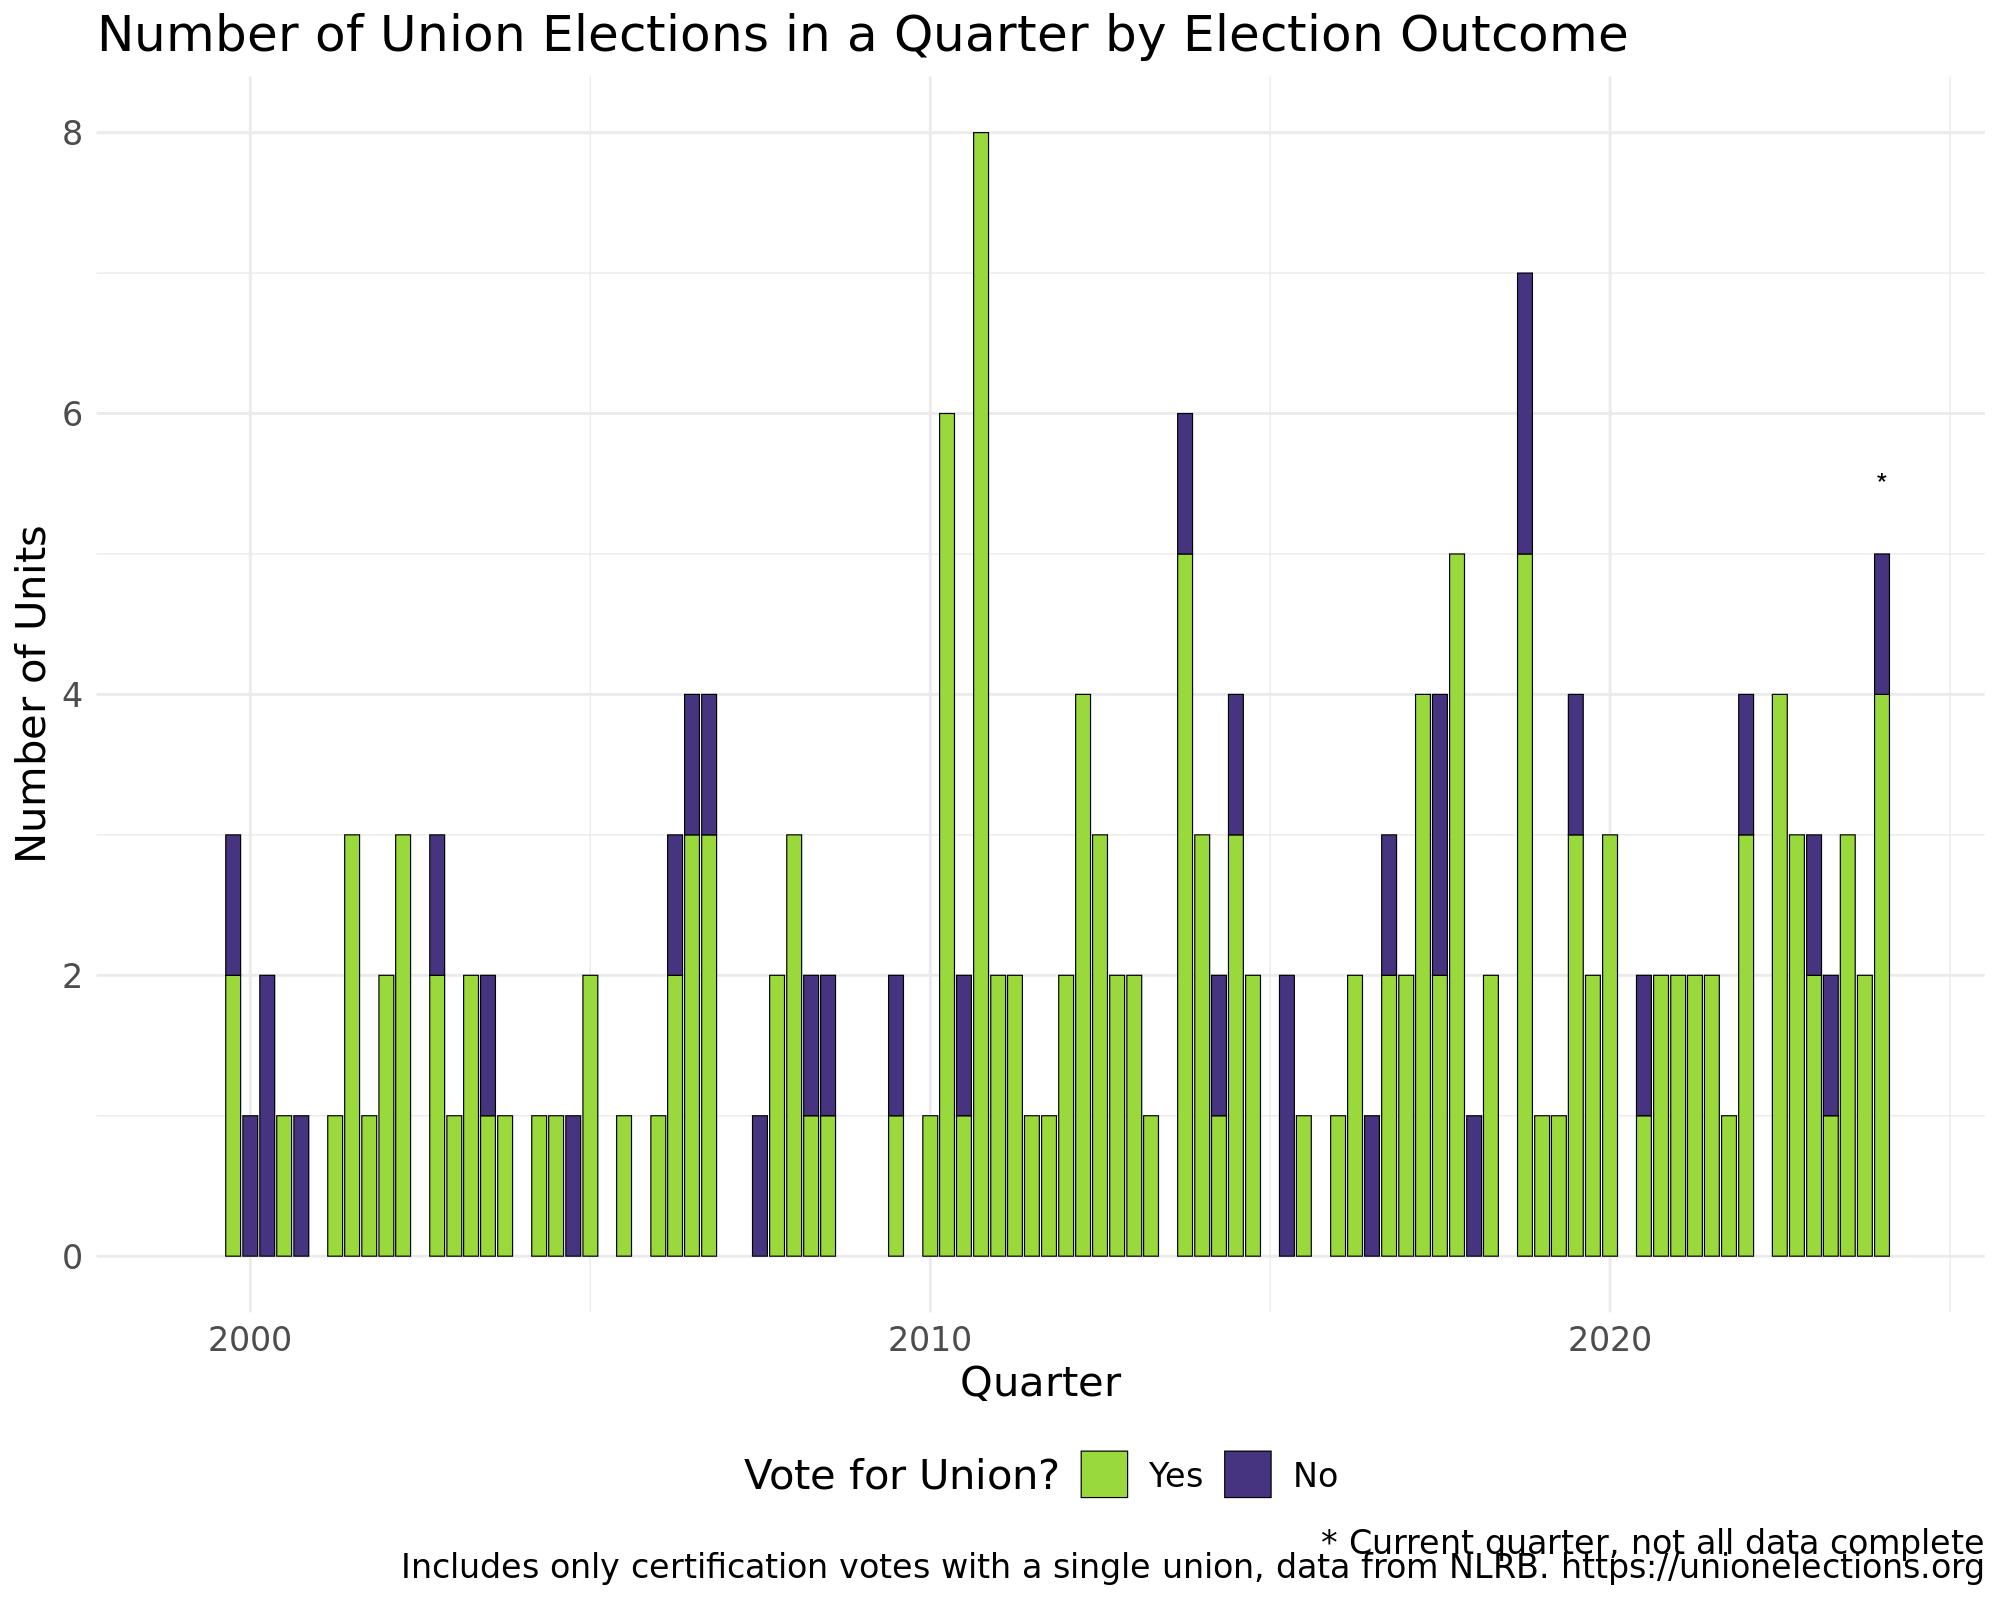 Number of Union Elections in a Quarter by Election Outcome
8
6
4
2
0
Number of Units
*
2000 2010 2020
Quarter
Vote for Union? Yes No
* Current quarter, not all data complete
Includes only certification votes with a single union, data from NLRB. https://unionelections.org